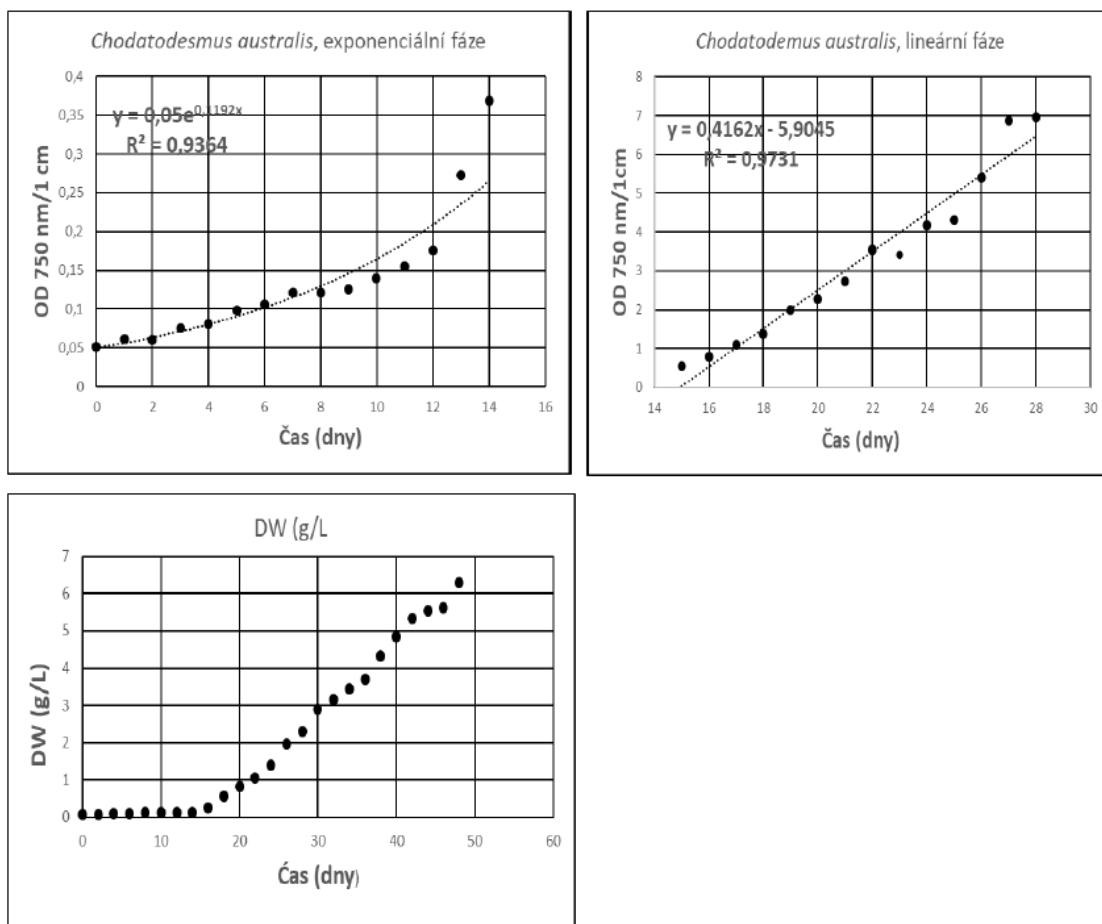 Chodatodesmus australis, exponenciální fáze
y = 0,05e^0,1192x
R² = 0,9364
OD 750 nm/1 cm
0,4
0,35
0,3
0,25
0,2
0,15
0,1
0,05
0
0 2 4 6 8 10 12 14 16
Čas (dny)
Chodatodemus australis, lineární fáze
y = 0,4162x - 5,9045
R² = 0,9731
OD 750 nm/1cm
8
7
6
5
4
3
2
1
0
14 16 18 20 22 24 26 28 30
Čas (dny)
DW (g/L
DW (g/L)
7
6
5
4
3
2
1
0
0 10 20 30 40 50 60
Ćas (dny)